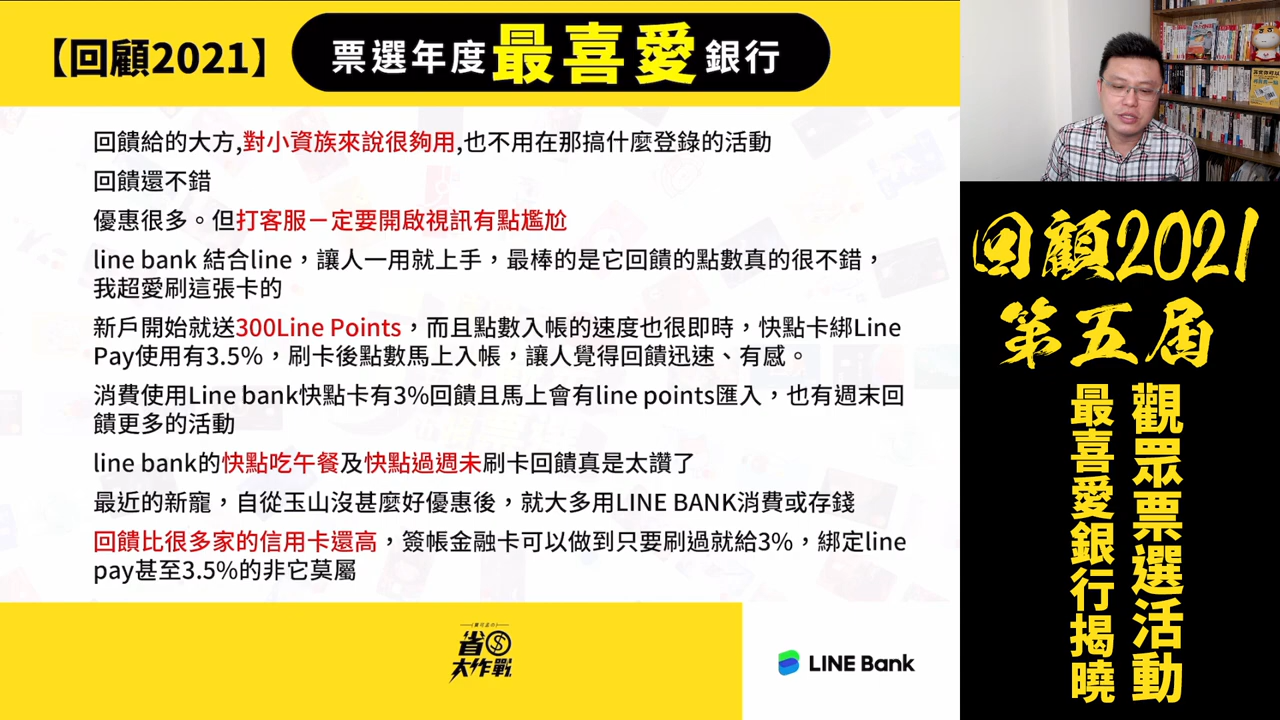 【回顧2021】
票選年度最喜愛銀行
回饋給的大方,對小資族來說很夠用,也不用在那搞什麼登錄的活動
回饋還不錯
優惠很多。但打客服一定要開啟視訊有點尷尬
line bank 結合line，讓人一用就上手，最棒的是它回饋的點數真的很不錯，
我超愛刷這張卡的
新戶開始就送300Line Points，而且點數入帳的速度也很即時，快點卡綁Line
Pay使用有3.5%，刷卡後點數馬上入帳，讓人覺得回饋迅速、有感。
消費使用Line bank快點卡有3%回饋且馬上會有line points匯入，也有週末回
饋更多的活動
line bank的快點吃午餐及快點過週未刷卡回饋真是太讚了
最近的新寵，自從玉山沒甚麼好優惠後，就大多用LINE BANK消費或存錢
回饋比很多家的信用卡還高，簽帳金融卡可以做到只要刷過就給3%，綁定line
pay甚至3.5%的非它莫屬
省
大作戰
LINE Bank
回顧2021
第五屆
觀眾票選活動
最喜愛銀行揭曉